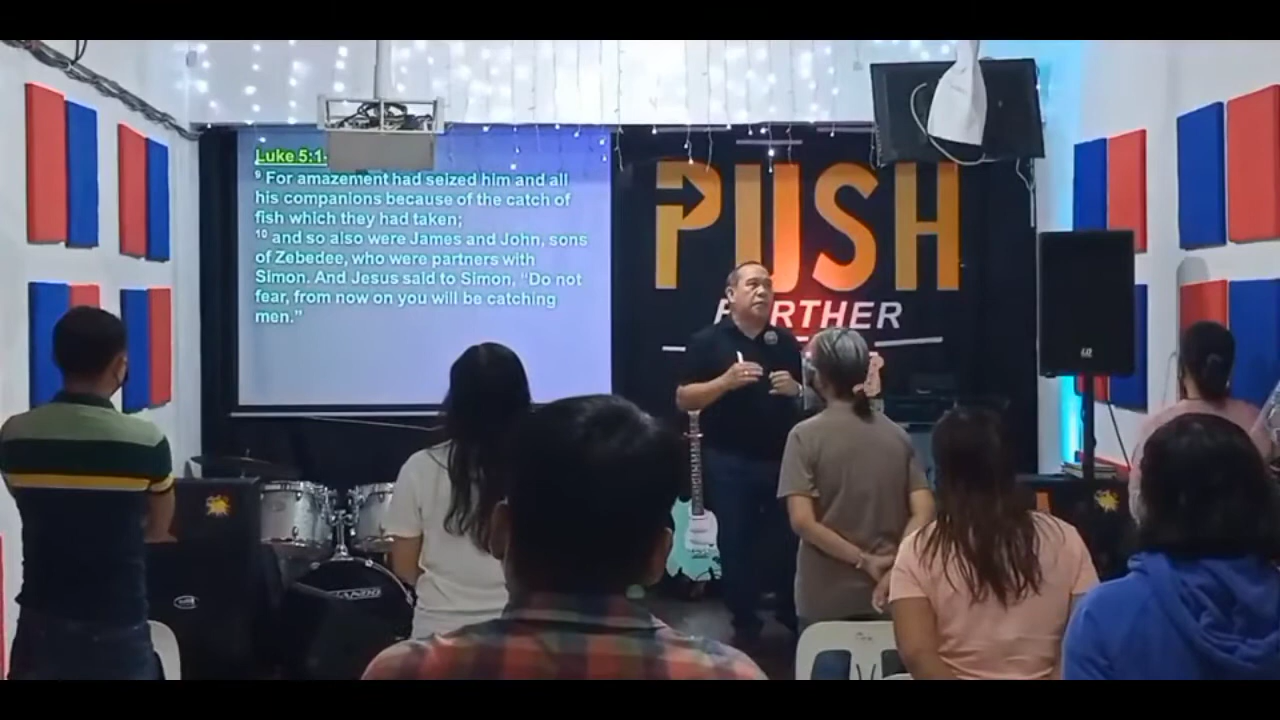 Luke 5:1-
9 For amazement had seized him and all
his companions because of the catch of
fish which they had taken;
10 and so also were James and John, sons
of Zebedee, who were partners with
Simon. And Jesus said to Simon, “Do not
fear, from now on you will be catching
men.”
PUSH
RTHER